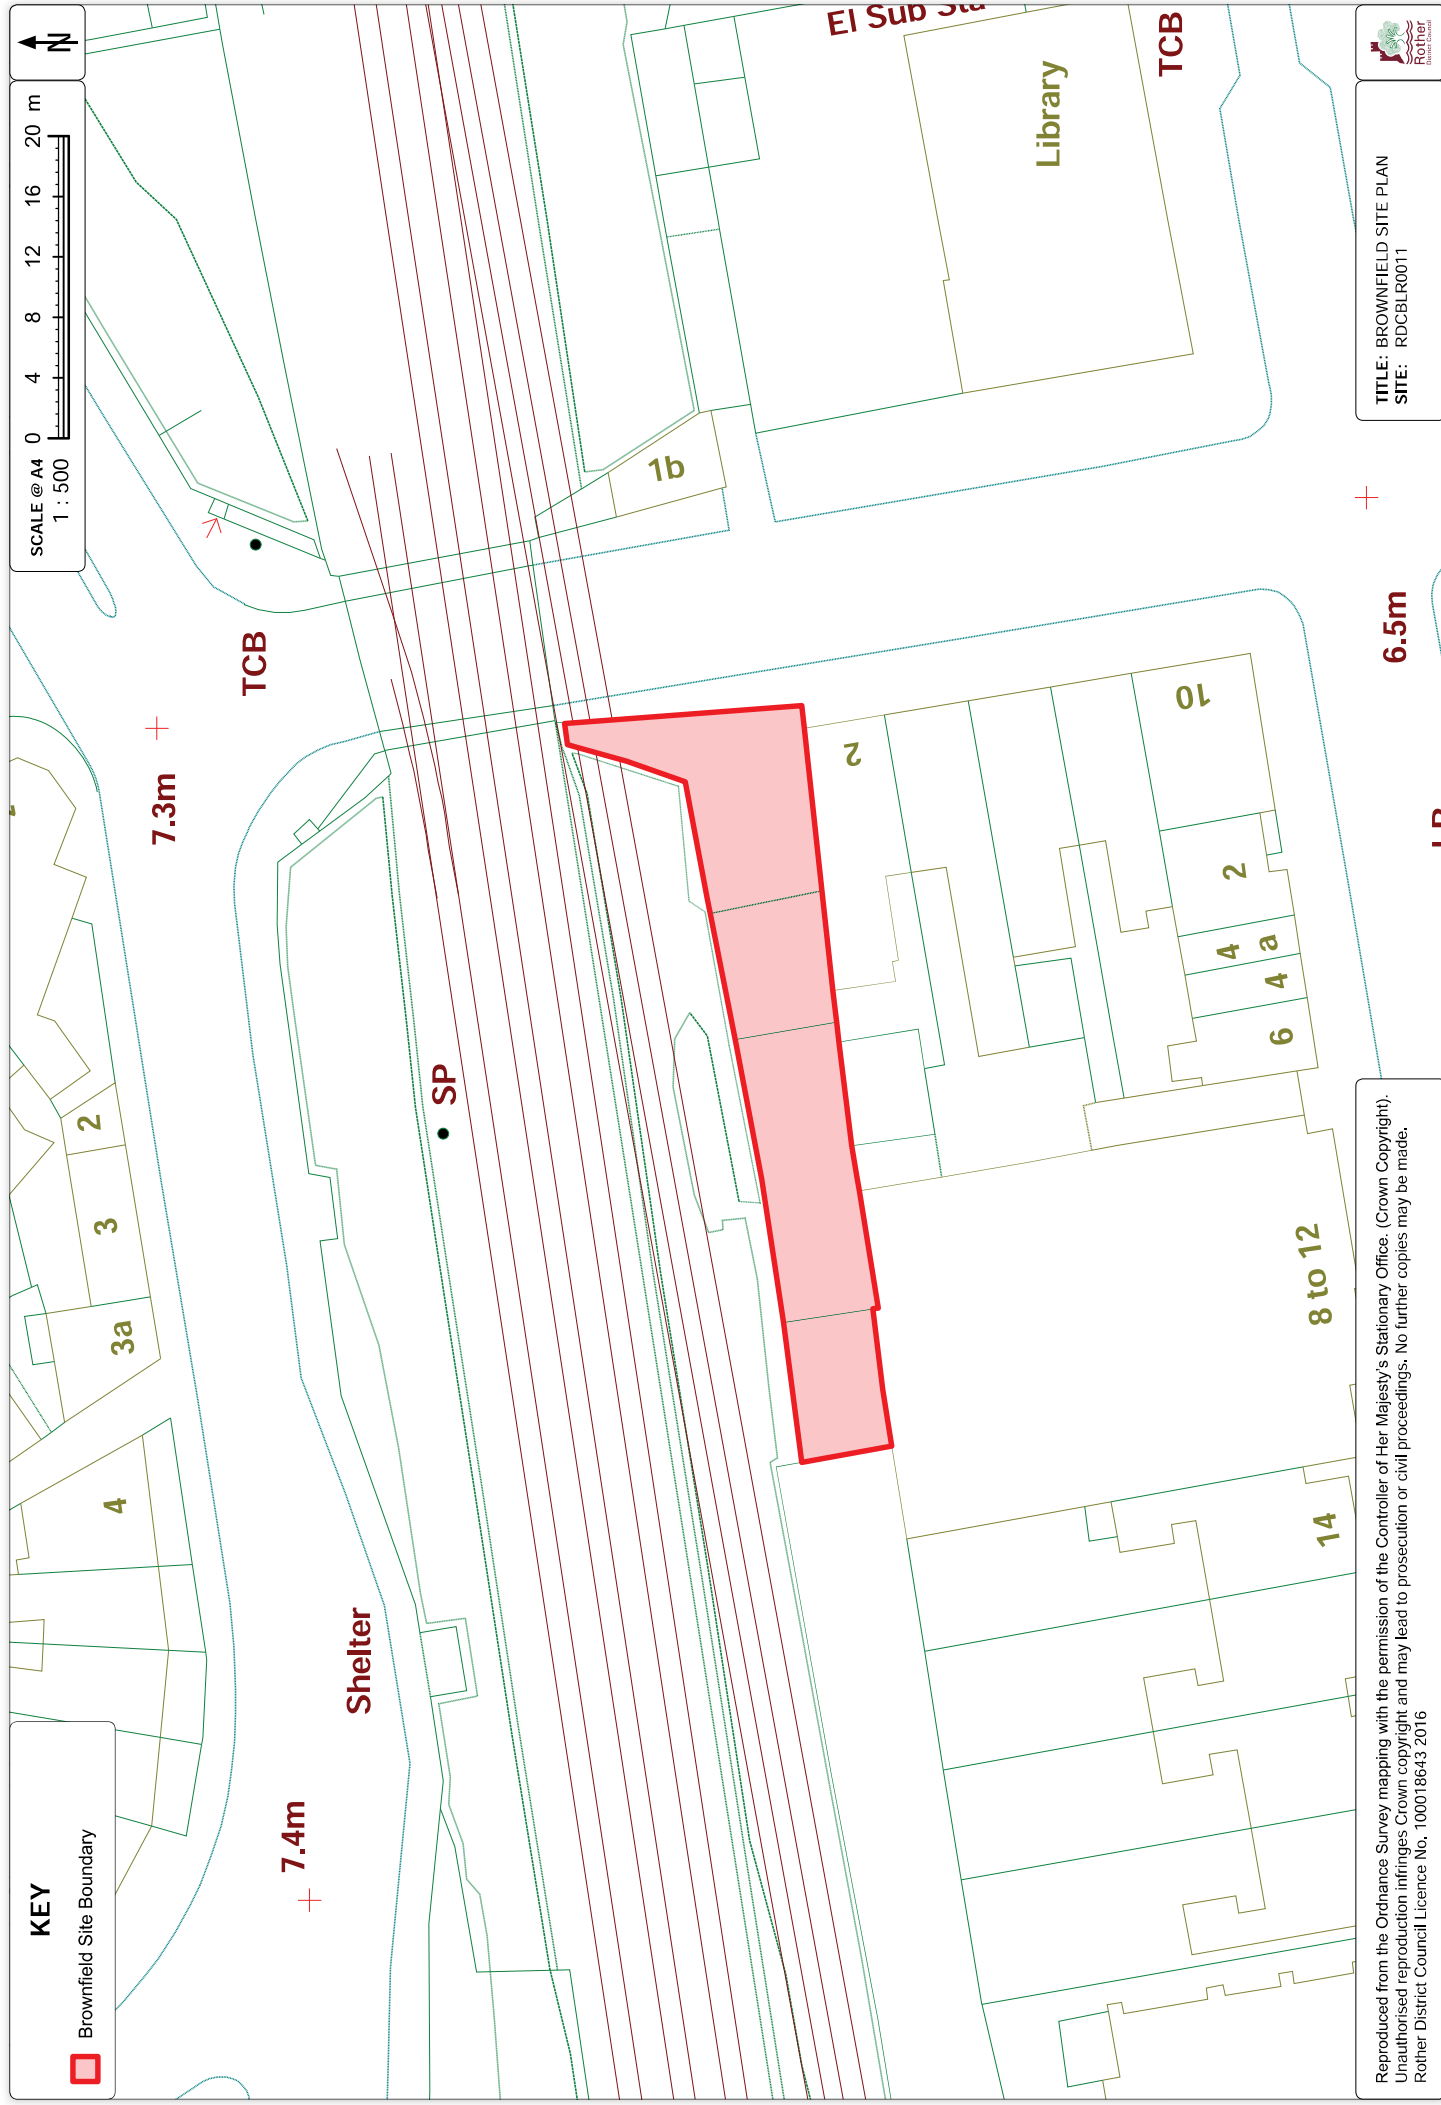 KEY
Brownfield Site Boundary
SCALE @ A4
1 : 500
0 4 8 12 16 20 m
N
7.4m
Shelter
SP
7.3m
TCB
4
3a
3
2
1b
El Sub Sta
Library
TCB
2
10
2
4
a
4
6
8 to 12
14
6.5m
TITLE: BROWNFIELD SITE PLAN
SITE: RDCBLR0011
Rother
District Council
Reproduced from the Ordnance Survey mapping with the permission of the Controller of Her Majesty's Stationary Office. (Crown Copyright).
Unauthorised reproduction infringes Crown copyright and may lead to prosecution or civil proceedings. No further copies may be made.
Rother District Council Licence No. 100018643 2016